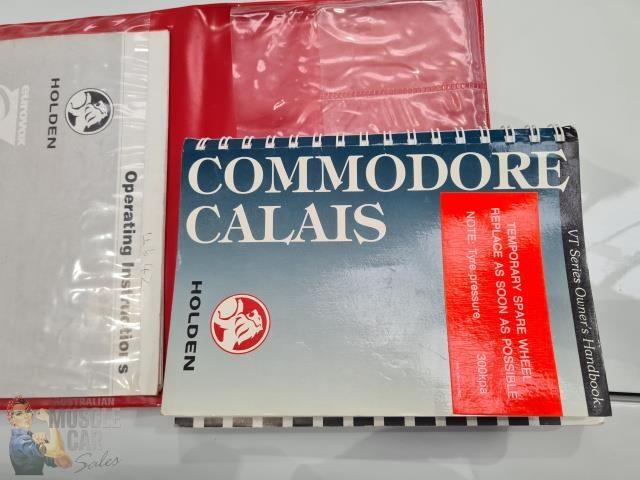 COMMODORE
CALAIS
HOLDEN
TEMPORARY SPARE WHEEL
REPLACE AS SOON AS POSSIBLE
NOTE: Tyre pressure 300kpa
VT Series Owner's Handbook
Operating Instructions
HOLDEN
eurovox
AUSTRALIAN
MUSCLE
CAR
Sales